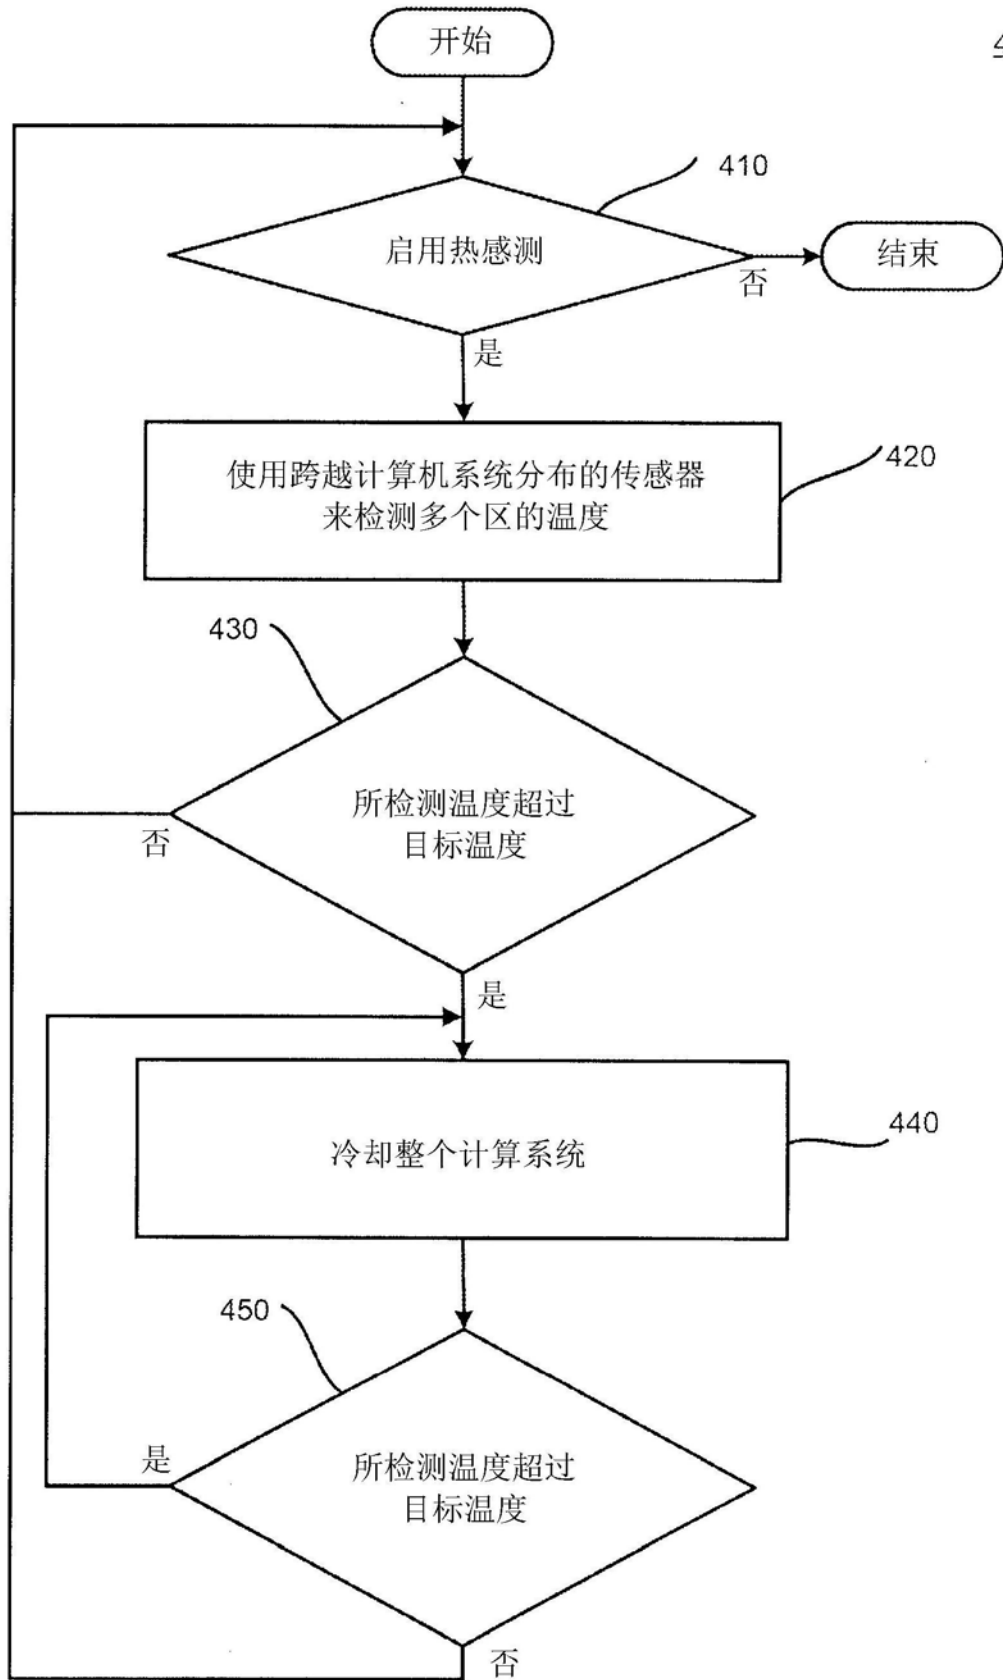 开始
410
启用热感测
结束
否
是
使用跨越计算机系统分布的传感器
来检测多个区的温度
420
430
所检测温度超过
目标温度
否
是
冷却整个计算系统
440
450
是
所检测温度超过
目标温度
否